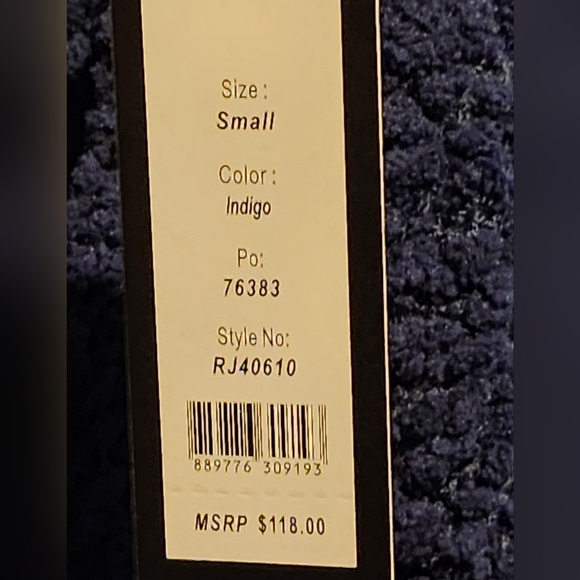 Size :
Small
Color :
Indigo
Po:
76383
Style No:
RJ40610
889776 309193
MSRP $118.00